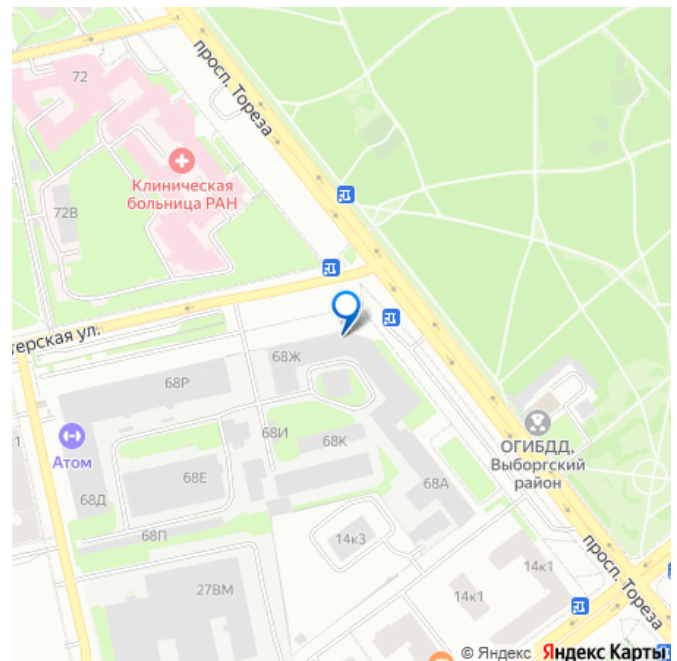 72
просп. Тореза
Клиническая
больница РАН
72В
терская ул.
68Ж
68Р
Атом
68И
68К
68Е
68Д
68А
68П
ОГИБДД,
Выборгский
район
14к3
27ВМ
14к1
14к1
просп. Тореза
© Яндекс Яндекс Карты